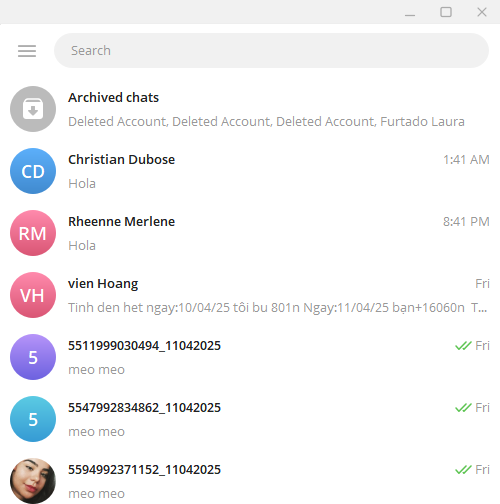 Search
Archived chats
Deleted Account, Deleted Account, Deleted Account, Furtado Laura
CD
Christian Dubose
1:41 AM
Hola
RM
Rheenne Merlene
8:41 PM
Hola
VH
vien Hoang
Fri
Tinh den het ngay:10/04/25 tôi bu 801n Ngay:11/04/25 bạn+16060n T...
5
5511999030494_11042025
Fri
meo meo
5
5547992834862_11042025
Fri
meo meo
5594992371152_11042025
Fri
meo meo